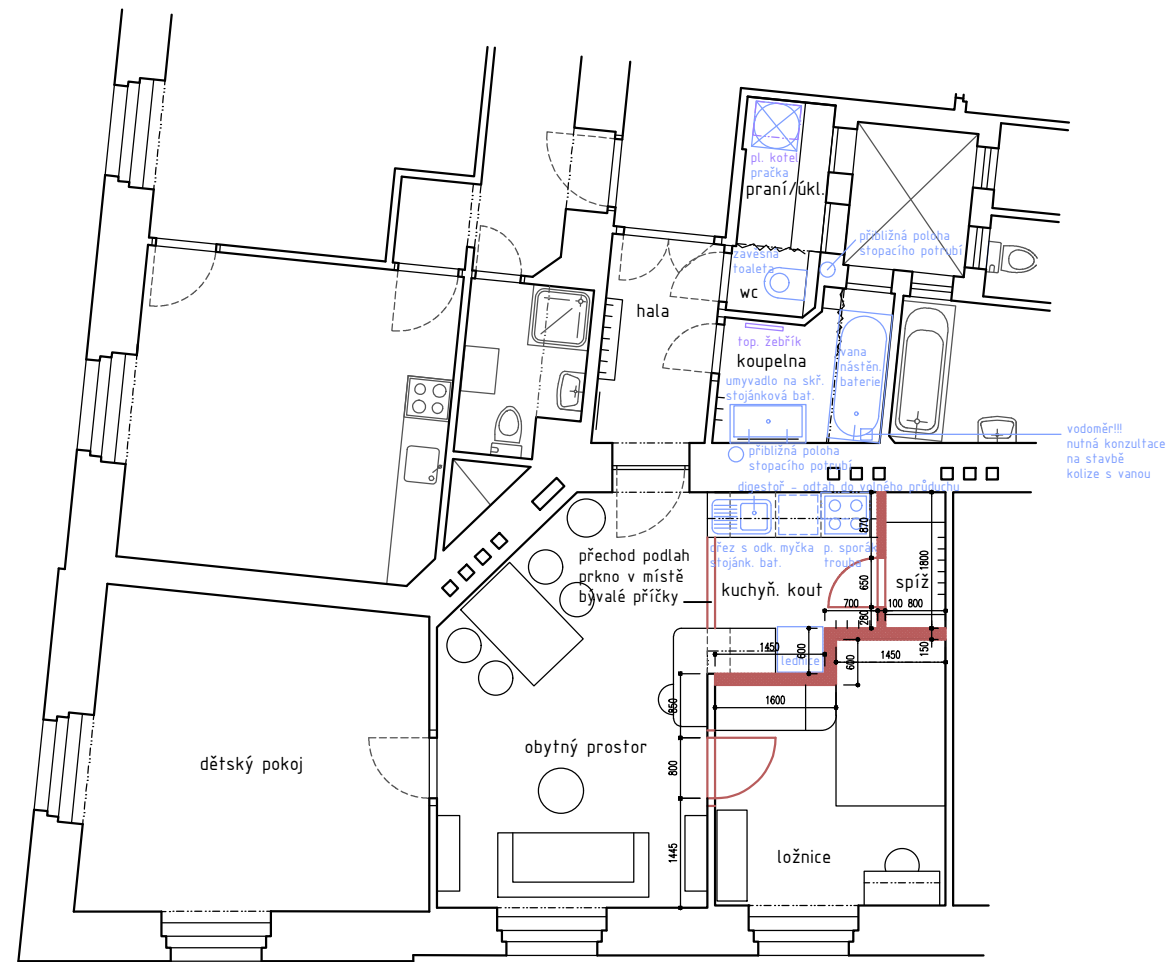 pl. kotel
pračka
praní/úkl.
přibližná poloha
stopacího potrubí
závěsná
toaleta
wc
hala
top. žebřík
koupelna
vana
nástěn.
baterie
umyvadlo na skř.
stojánková bat.
vodoměr!!!
nutná konzultace
na stavbě
kolize s vanou
přibližná poloha
stopacího potrubí
digestoř - odtah do volného průduchu
dřez s odk. myčka p. sporák
stojánk. bat. trouba
přechod podlah
prkno v místě
bývalé příčky
kuchyň. kout
spíž
870
650
280
1800
700
100
800
150
1450
600
lednice
600
1450
1600
850
800
1445
obytný prostor
dětský pokoj
ložnice